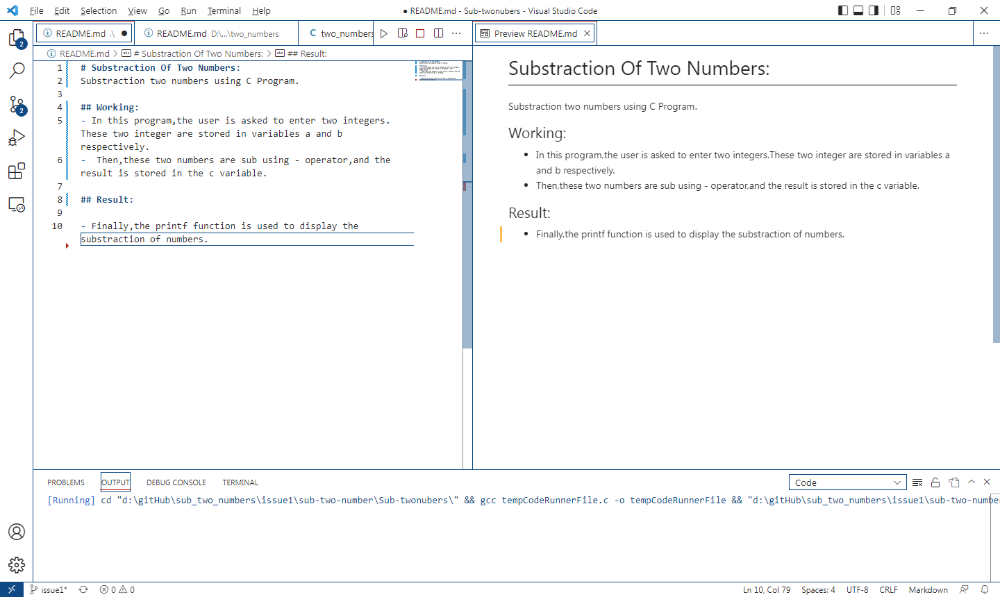 File Edit Selection View Go Run Terminal Help
● README.md - Sub-twonubers - Visual Studio Code
README.md .\ ●
README.md D:\...\two_numbers
C two_numbers
Preview README.md
README.md > # Substraction Of Two Numbers: > ## Result:
1 # Substraction Of Two Numbers:
2 Substraction two numbers using C Program.
3
4 ## Working:
5 - In this program,the user is asked to enter two integers.
These two integer are stored in variables a and b
respectively.
6 -  Then,these two numbers are sub using - operator,and the
result is stored in the c variable.
7
8 ## Result:
9
10 - Finally,the printf function is used to display the
substraction of numbers.
Substraction Of Two Numbers:
Substraction two numbers using C Program.
Working:
• In this program,the user is asked to enter two integers.These two integer are stored in variables a
and b respectively.
• Then,these two numbers are sub using - operator,and the result is stored in the c variable.
Result:
• Finally,the printf function is used to display the substraction of numbers.
2
2
PROBLEMS OUTPUT DEBUG CONSOLE TERMINAL
Code
[Running] cd "d:\gitHub\sub_two_numbers\issue1\sub-two-number\Sub-twonubers\" && gcc tempCodeRunnerFile.c -o tempCodeRunnerFile && "d:\gitHub\sub_two_numbers\issue1\sub-two-number
issue1* 0 0
Ln 10, Col 79 Spaces: 4 UTF-8 CRLF Markdown